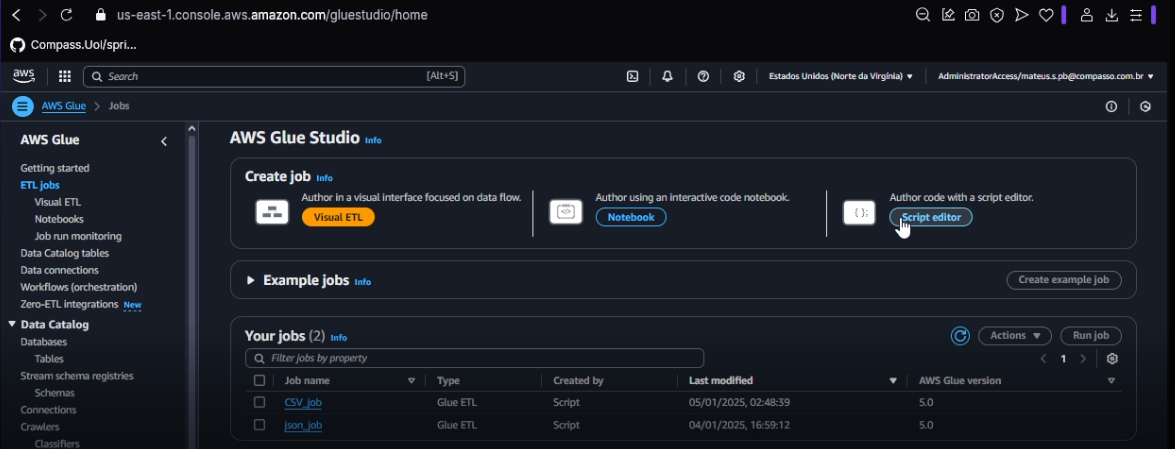 us-east-1.console.aws.amazon.com/gluestudio/home
Compass.Uol/spri...
aws
Search [Alt+S]
Estados Unidos (Norte da Virgínia)
AdministratorAccess/mateus.s.pb@compasso.com.br
AWS Glue > Jobs
AWS Glue
Getting started
ETL jobs
Visual ETL
Notebooks
Job run monitoring
Data Catalog tables
Data connections
Workflows (orchestration)
Zero-ETL integrations New
Data Catalog
Databases
Tables
Stream schema registries
Schemas
Connections
Crawlers
Classifiers
AWS Glue Studio Info
Create job Info
Author in a visual interface focused on data flow.
Visual ETL
Author using an interactive code notebook.
Notebook
Author code with a script editor.
Script editor
Example jobs Info
Create example job
Your jobs (2) Info
Actions
Run job
Filter jobs by property
1
Job name Type Created by Last modified AWS Glue version
CSV_job Glue ETL Script 05/01/2025, 02:48:39 5.0
json_job Glue ETL Script 04/01/2025, 16:59:12 5.0